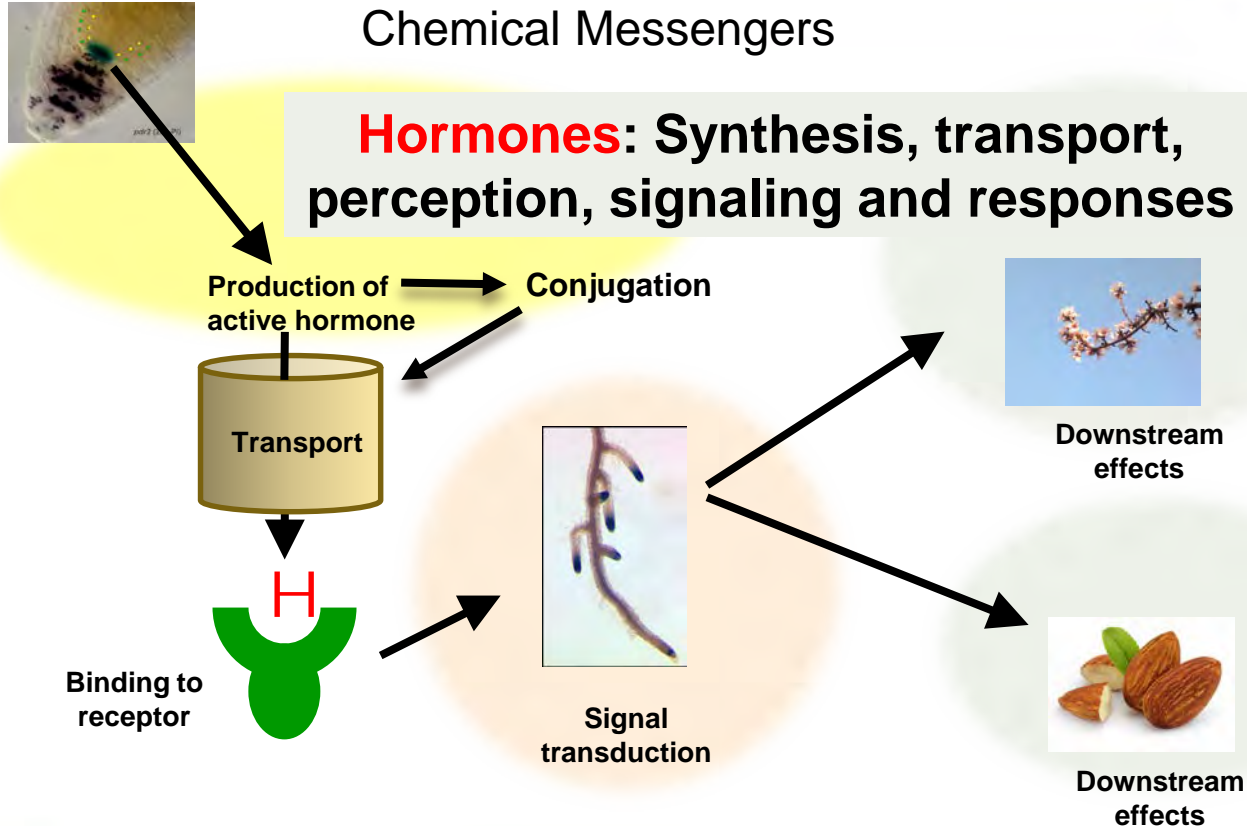 Chemical Messengers
Hormones: Synthesis, transport,
perception, signaling and responses
Production of
active hormone
Conjugation
Transport
H
Binding to
receptor
Signal
transduction
Downstream
effects
Downstream
effects